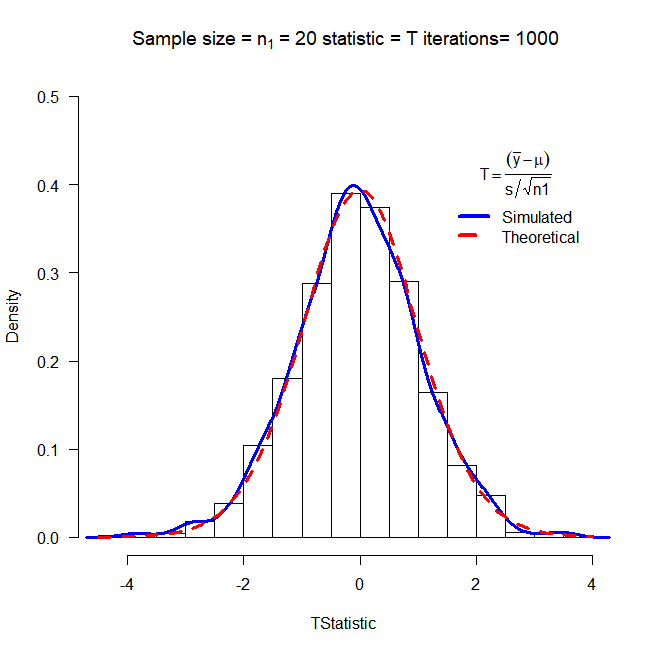 Sample size = n₁ = 20 statistic = T iterations= 1000
0.5
T = (ȳ − μ)
s/√n1
0.4
Simulated
Theoretical
0.3
Density
0.2
0.1
0.0
-4 -2 0 2 4
TStatistic